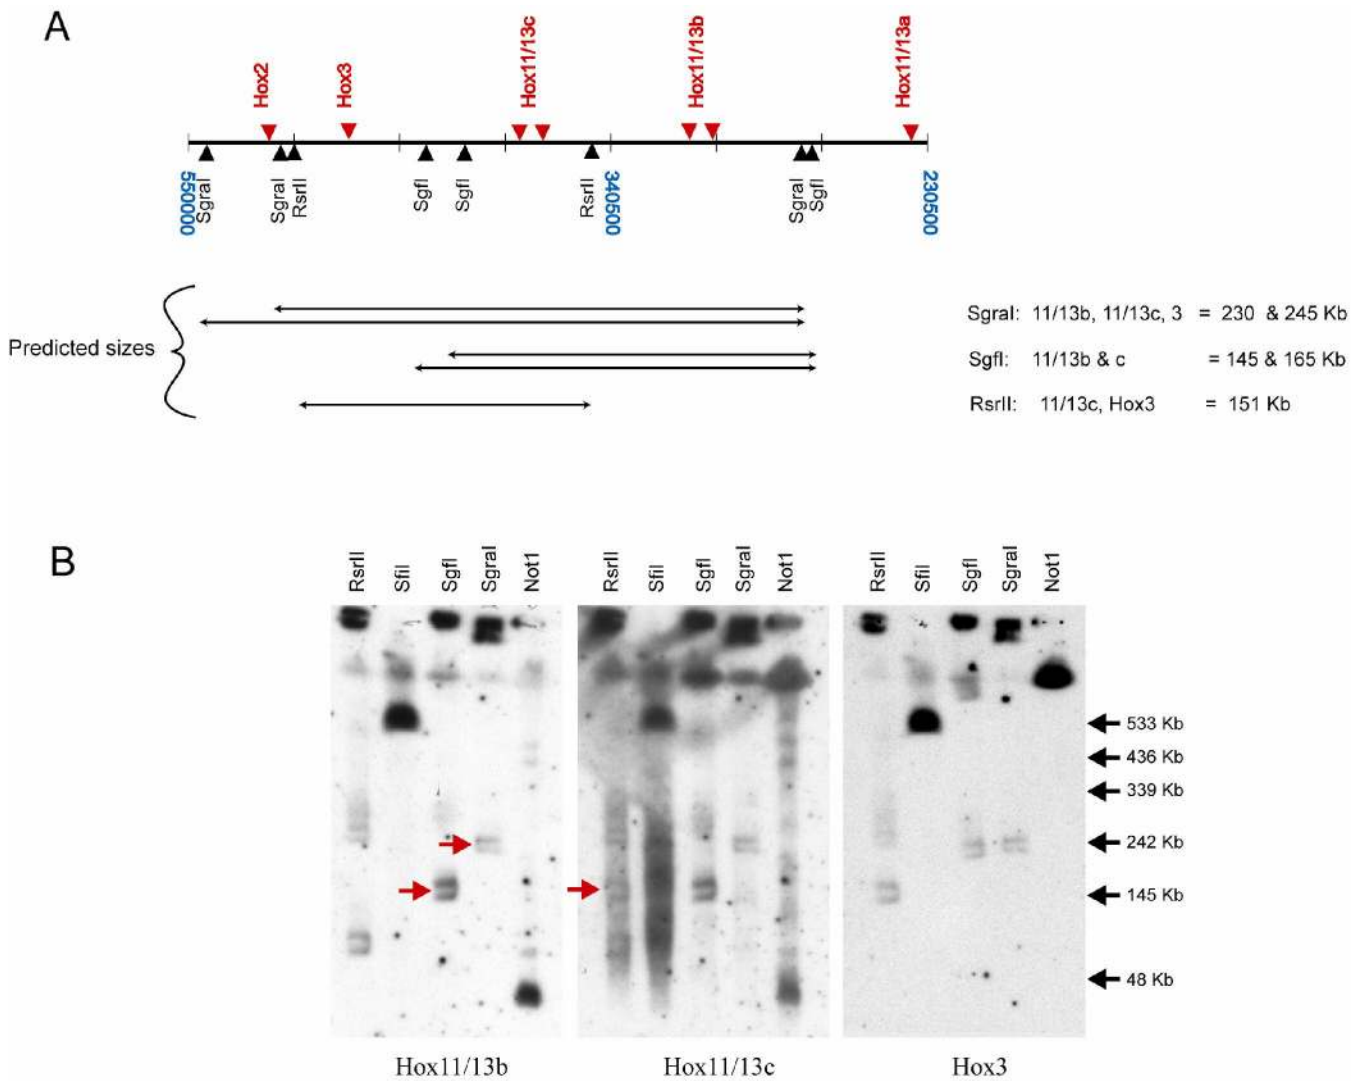 A
Hox2
Hox3
Hox11/13c
Hox11/13b
Hox11/13a
550000
SgraI
SgraI
RsrII
SgfI
SgfI
RsrII
340500
SgraI
SgfI
230500
Predicted sizes
SgraI: 11/13b, 11/13c, 3 = 230 & 245 Kb
SgfI: 11/13b & c = 145 & 165 Kb
RsrII: 11/13c, Hox3 = 151 Kb
B
RsrII SfiI SgfI SgraI Not1
RsrII SfiI SgfI SgraI Not1
RsrII SfiI SgfI SgraI Not1
533 Kb
436 Kb
339 Kb
242 Kb
145 Kb
48 Kb
Hox11/13b
Hox11/13c
Hox3